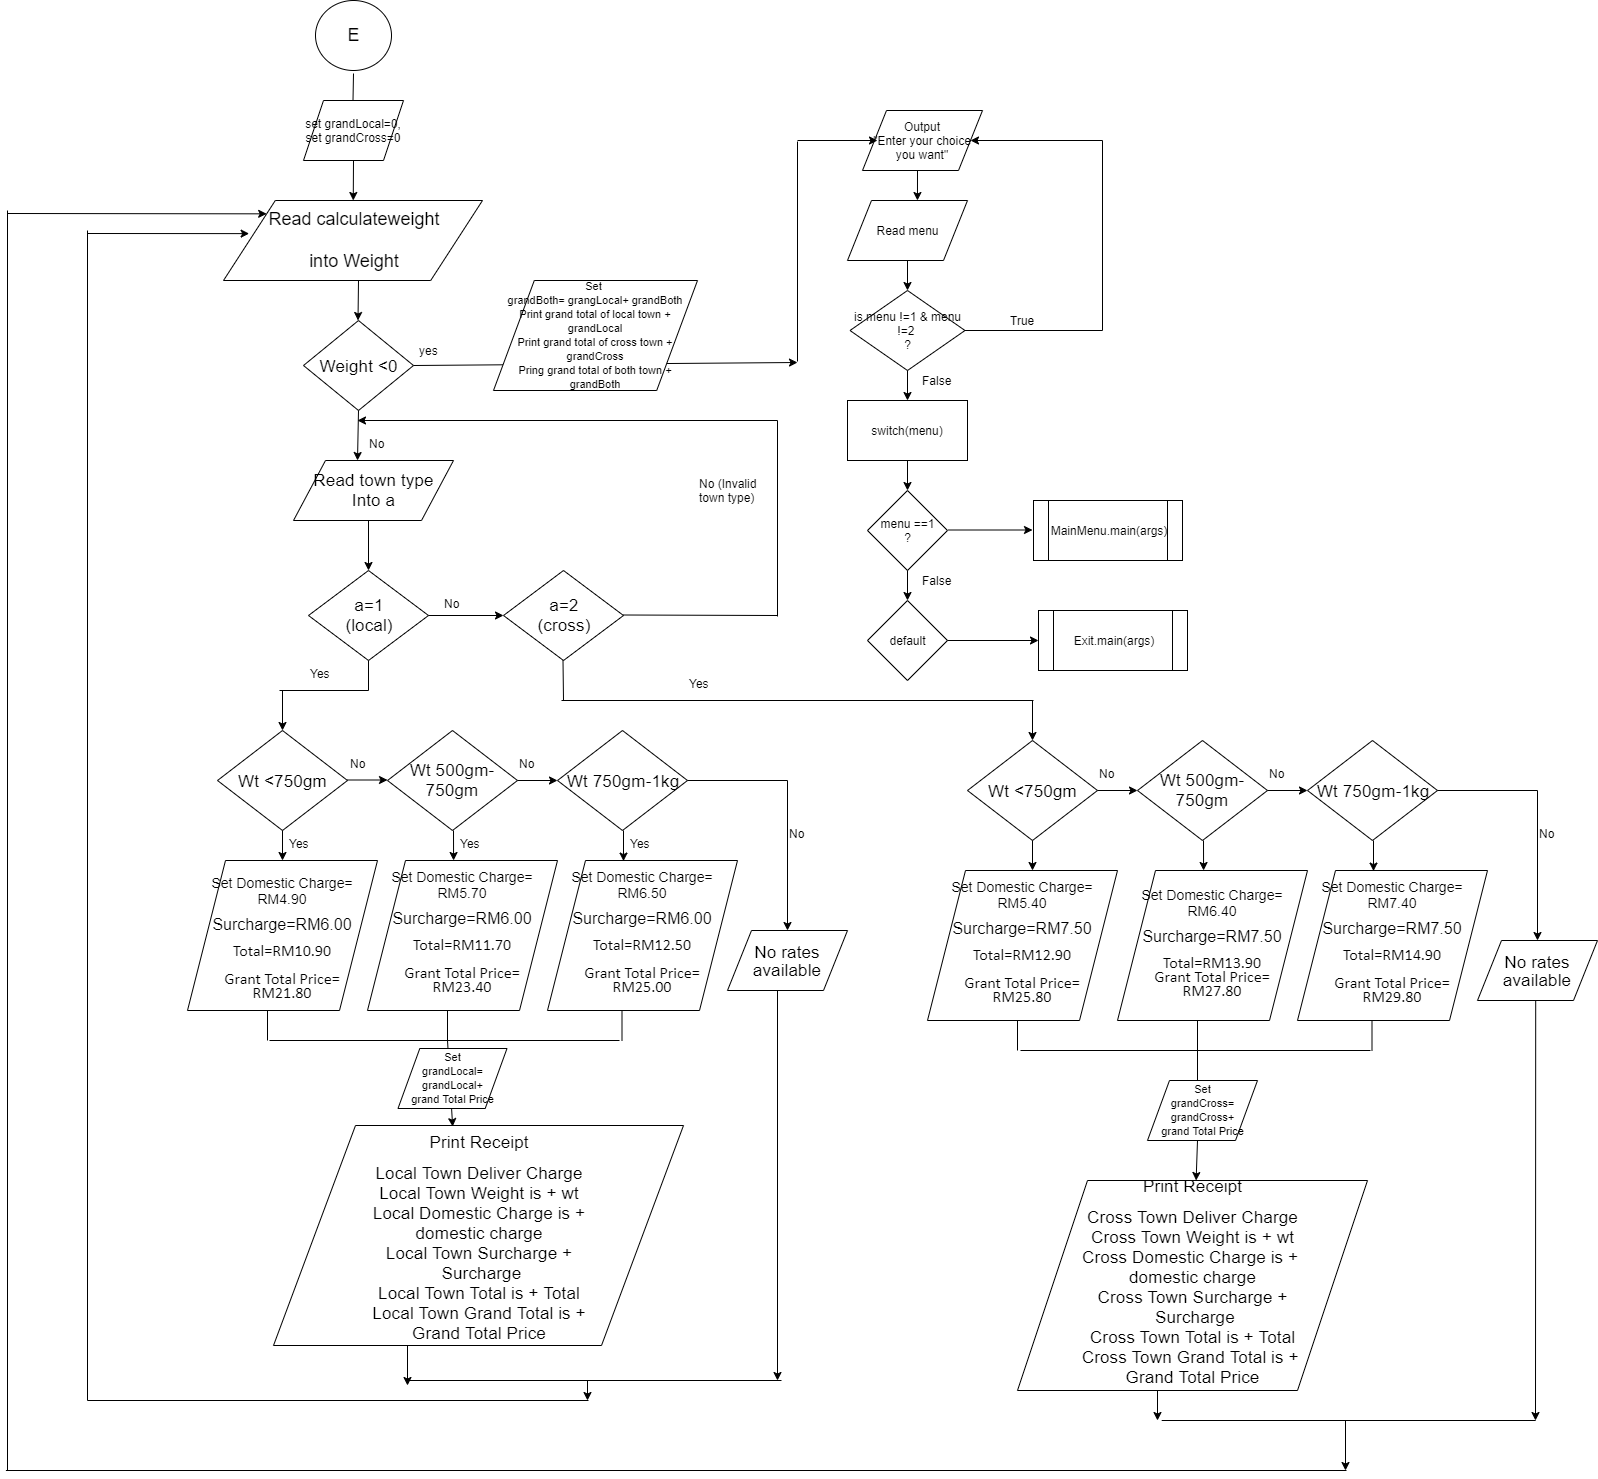 E
set grandLocal=0,
set grandCross=0
Read calculateweight
into Weight
Weight <0
yes
Set
grandBoth= grangLocal+ grandBoth
Print grand total of local town +
grandLocal
Print grand total of cross town +
grandCross
Pring grand total of both town +
grandBoth
No
Read town type
Into a
No (Invalid
town type)
a=1
(local)
No
a=2
(cross)
Yes
Yes
Output
"Enter your choice
you want"
Read menu
is menu !=1 & menu
!=2
?
True
False
switch(menu)
menu ==1
?
MainMenu.main(args)
False
default
Exit.main(args)
Wt <750gm
No
Wt 500gm-
750gm
No
Wt 750gm-1kg
No
Yes
Yes
Yes
Set Domestic Charge=
RM4.90
Surcharge=RM6.00
Total=RM10.90
Grant Total Price=
RM21.80
Set Domestic Charge=
RM5.70
Surcharge=RM6.00
Total=RM11.70
Grant Total Price=
RM23.40
Set Domestic Charge=
RM6.50
Surcharge=RM6.00
Total=RM12.50
Grant Total Price=
RM25.00
No rates
available
Set
grandLocal=
grandLocal+
grand Total Price
Print Receipt
Local Town Deliver Charge
Local Town Weight is + wt
Local Domestic Charge is +
domestic charge
Local Town Surcharge +
Surcharge
Local Town Total is + Total
Local Town Grand Total is +
Grand Total Price
Wt <750gm
No
Wt 500gm-
750gm
No
Wt 750gm-1kg
No
Set Domestic Charge=
RM5.40
Surcharge=RM7.50
Total=RM12.90
Grant Total Price=
RM25.80
Set Domestic Charge=
RM6.40
Surcharge=RM7.50
Total=RM13.90
Grant Total Price=
RM27.80
Set Domestic Charge=
RM7.40
Surcharge=RM7.50
Total=RM14.90
Grant Total Price=
RM29.80
No rates
available
Set
grandCross=
grandCross+
grand Total Price
Print Receipt
Cross Town Deliver Charge
Cross Town Weight is + wt
Cross Domestic Charge is +
domestic charge
Cross Town Surcharge +
Surcharge
Cross Town Total is + Total
Cross Town Grand Total is +
Grand Total Price